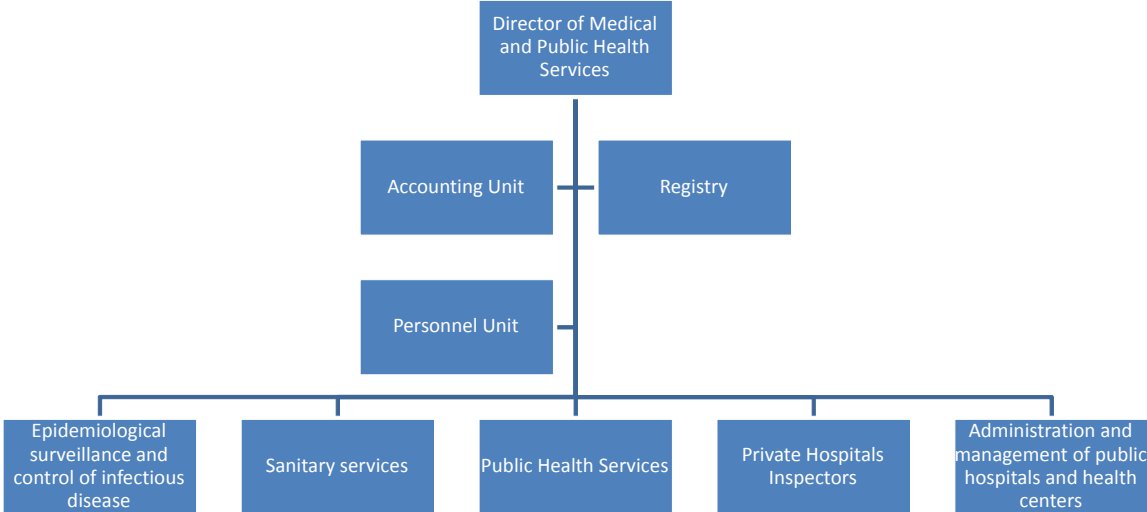 Director of Medical
and Public Health
Services
Accounting Unit
Registry
Personnel Unit
Epidemiological
surveillance and
control of infectious
disease
Sanitary services
Public Health Services
Private Hospitals
Inspectors
Administration and
management of public
hospitals and health
centers